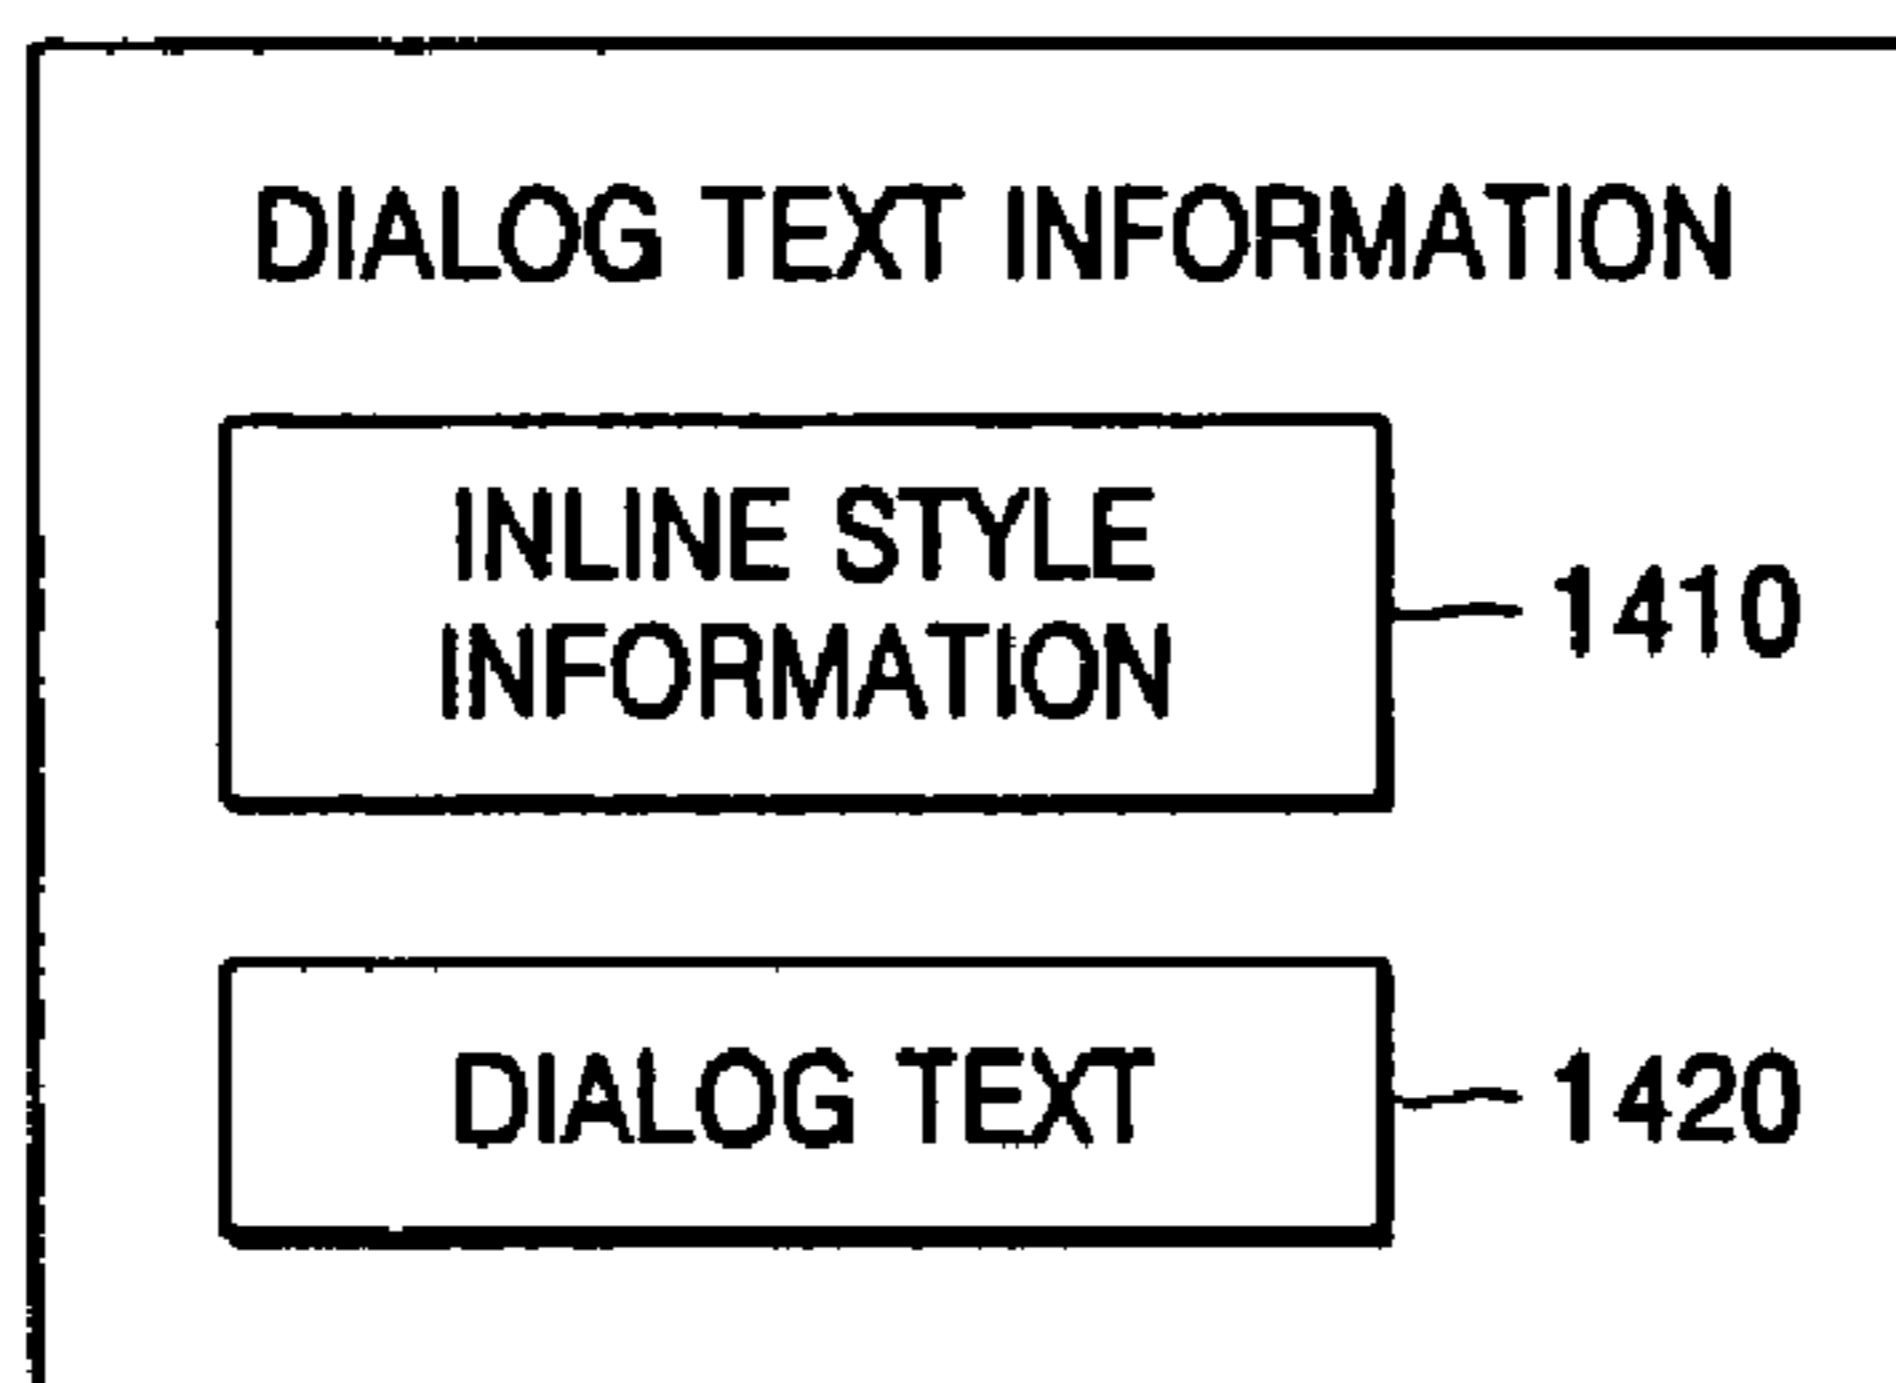 DIALOG TEXT INFORMATION
INLINE STYLE
INFORMATION
1410
DIALOG TEXT
1420